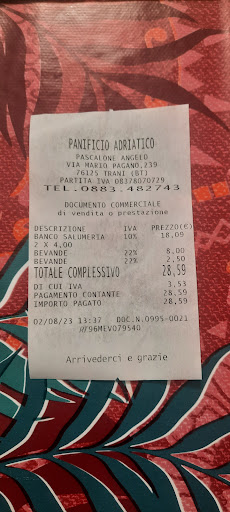 PANIFICIO ADRIATICO
PASCALONE ANGELO
VIA MARIO PAGANO,239
76125 TRANI (BT)
PARTITA IVA 08378070729
TEL.0883.482743
DOCUMENTO COMMERCIALE
di vendita o prestazione
DESCRIZIONE IVA PREZZO(€)
BANCO SALUMERIA 10% 18,09
2 X 4,00
BEVANDE 22% 8,00
BEVANDE 22% 2,50
TOTALE COMPLESSIVO 28,59
DI CUI IVA 3,53
PAGAMENTO CONTANTE 28,59
IMPORTO PAGATO 28,59
02/08/23 13:37 DOC.N.0995-0021
96MEV079540
Arrivederci e grazie